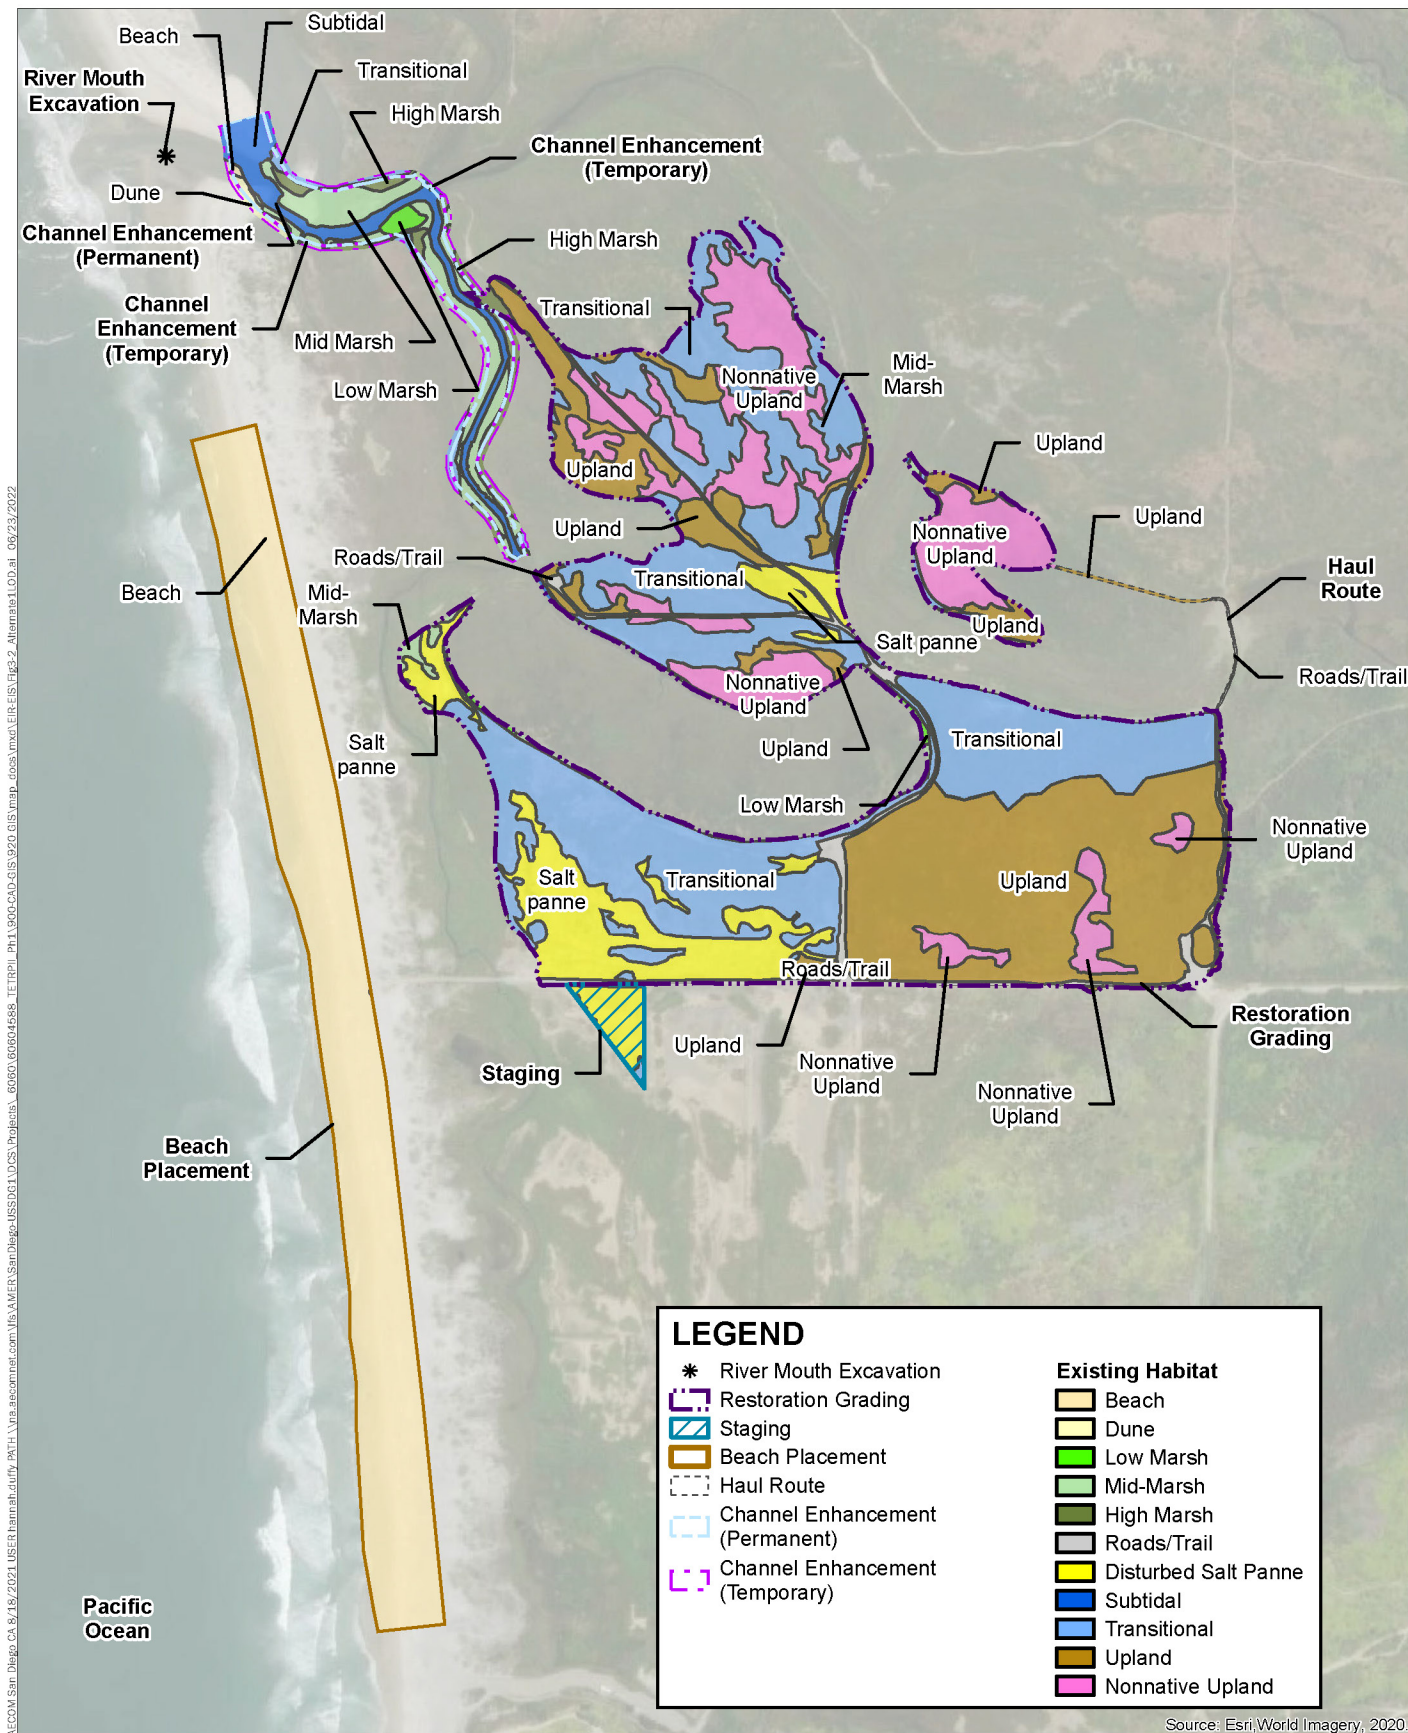 Subtidal
Beach
Transitional
River Mouth
Excavation
High Marsh
Channel Enhancement
(Temporary)
Dune
Channel Enhancement
(Permanent)
High Marsh
Channel
Enhancement
(Temporary)
Transitional
Mid Marsh
Mid-
Marsh
Nonnative
Upland
Low Marsh
Upland
Upland
Upland
Upland
Nonnative
Upland
Roads/Trail
Haul
Route
Transitional
Beach
Mid-
Marsh
Upland
Salt panne
Roads/Trail
Nonnative
Upland
Salt
panne
Upland
Transitional
Low Marsh
Nonnative
Upland
Salt
panne
Transitional
Upland
Roads/Trail
Restoration
Grading
Upland
Staging
Nonnative
Upland
Nonnative
Upland
Beach
Placement
Pacific
Ocean
LEGEND
River Mouth Excavation
Restoration Grading
Staging
Beach Placement
Haul Route
Channel Enhancement
(Permanent)
Channel Enhancement
(Temporary)
Existing Habitat
Beach
Dune
Low Marsh
Mid-Marsh
High Marsh
Roads/Trail
Disturbed Salt Panne
Subtidal
Transitional
Upland
Nonnative Upland
Source: Esri,World Imagery, 2020